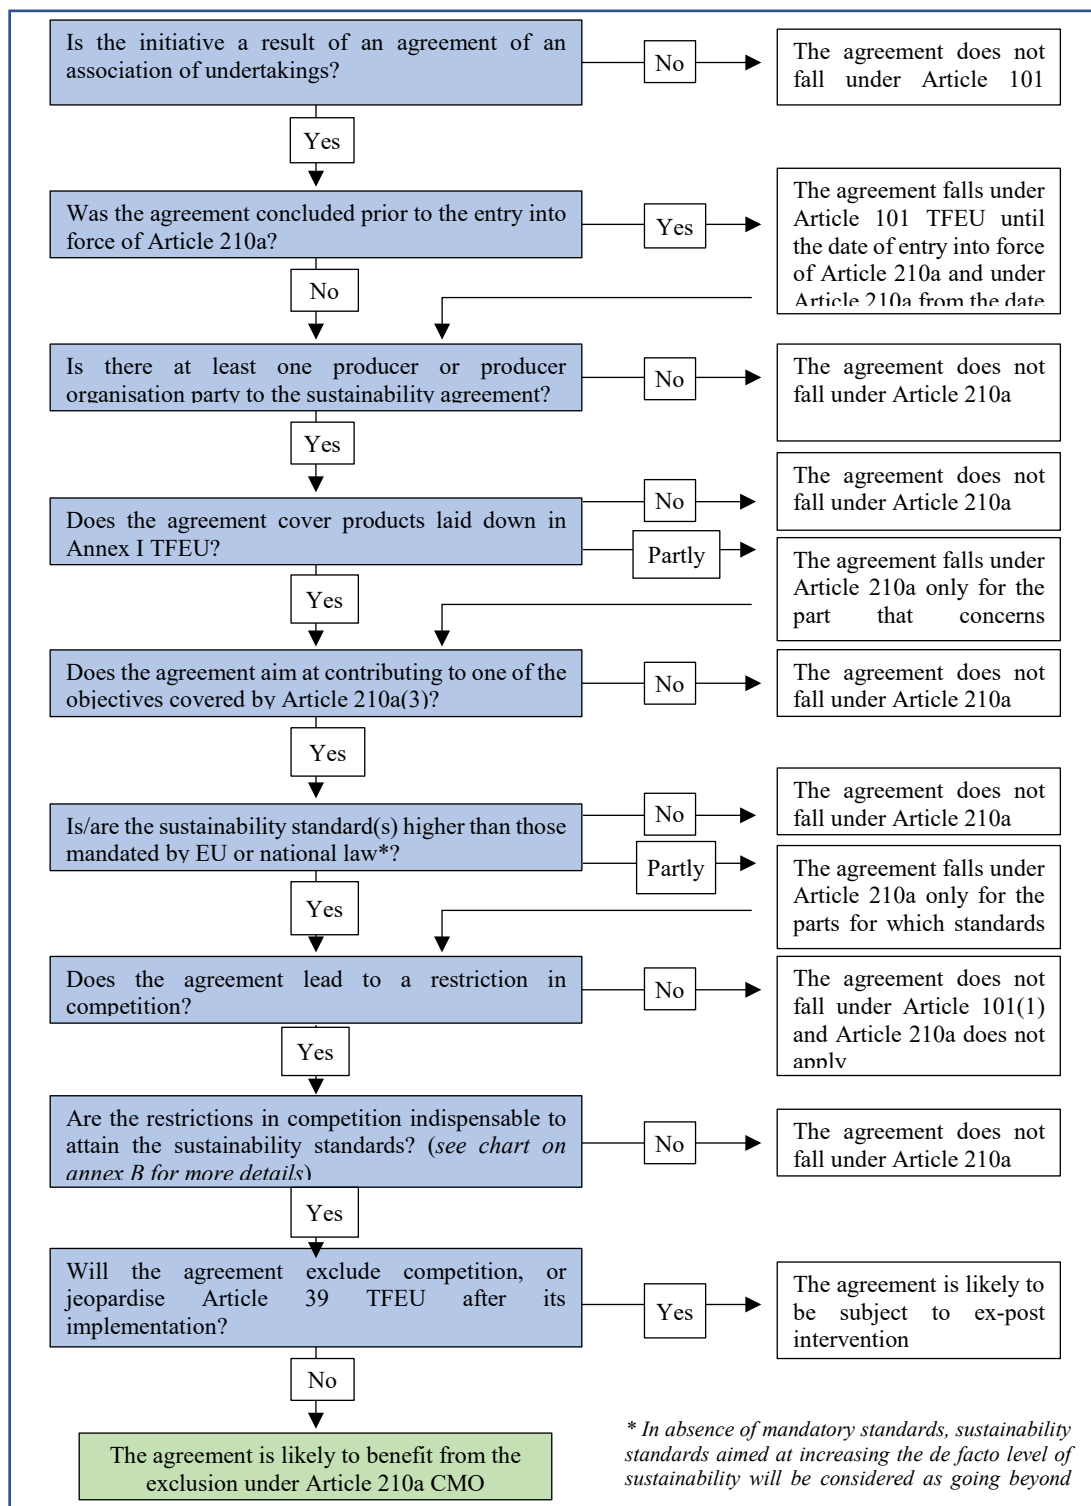 Is the initiative a result of an agreement of an
association of undertakings?
No
The agreement does not
fall under Article 101
Yes
Was the agreement concluded prior to the entry into
force of Article 210a?
Yes
The agreement falls under
Article 101 TFEU until
the date of entry into force
of Article 210a and under
Article 210a from the date
No
Is there at least one producer or producer
organisation party to the sustainability agreement?
No
The agreement does not
fall under Article 210a
Yes
Does the agreement cover products laid down in
Annex I TFEU?
No
The agreement does not
fall under Article 210a
Partly
The agreement falls under
Article 210a only for the
part that concerns
Yes
Does the agreement aim at contributing to one of the
objectives covered by Article 210a(3)?
No
The agreement does not
fall under Article 210a
Yes
Is/are the sustainability standard(s) higher than those
mandated by EU or national law*?
No
The agreement does not
fall under Article 210a
Partly
The agreement falls under
Article 210a only for the
parts for which standards
Yes
Does the agreement lead to a restriction in
competition?
No
The agreement does not
fall under Article 101(1)
and Article 210a does not
apply
Yes
Are the restrictions in competition indispensable to
attain the sustainability standards? (see chart on
annex B for more details)
No
The agreement does not
fall under Article 210a
Yes
Will the agreement exclude competition, or
jeopardise Article 39 TFEU after its
implementation?
Yes
The agreement is likely to
be subject to ex-post
intervention
No
The agreement is likely to benefit from the
exclusion under Article 210a CMO
* In absence of mandatory standards, sustainability
standards aimed at increasing the de facto level of
sustainability will be considered as going beyond